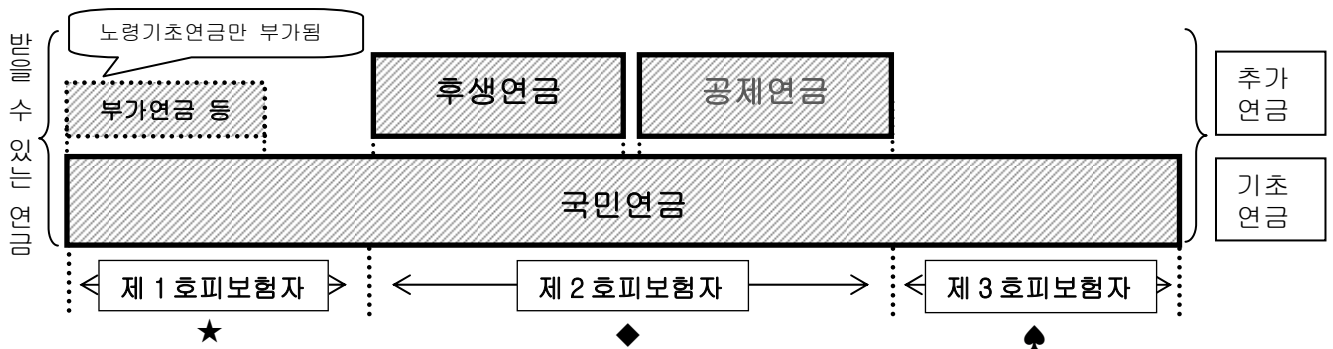 노령기초연금만 부가됨
받을 수 있는 연금
부가연금 등
후생연금
공제연금
추가
연금
국민연금
기초
연금
제 1 호피보험자
제 2 호피보험자
제 3 호피보험자
★
◆
♠